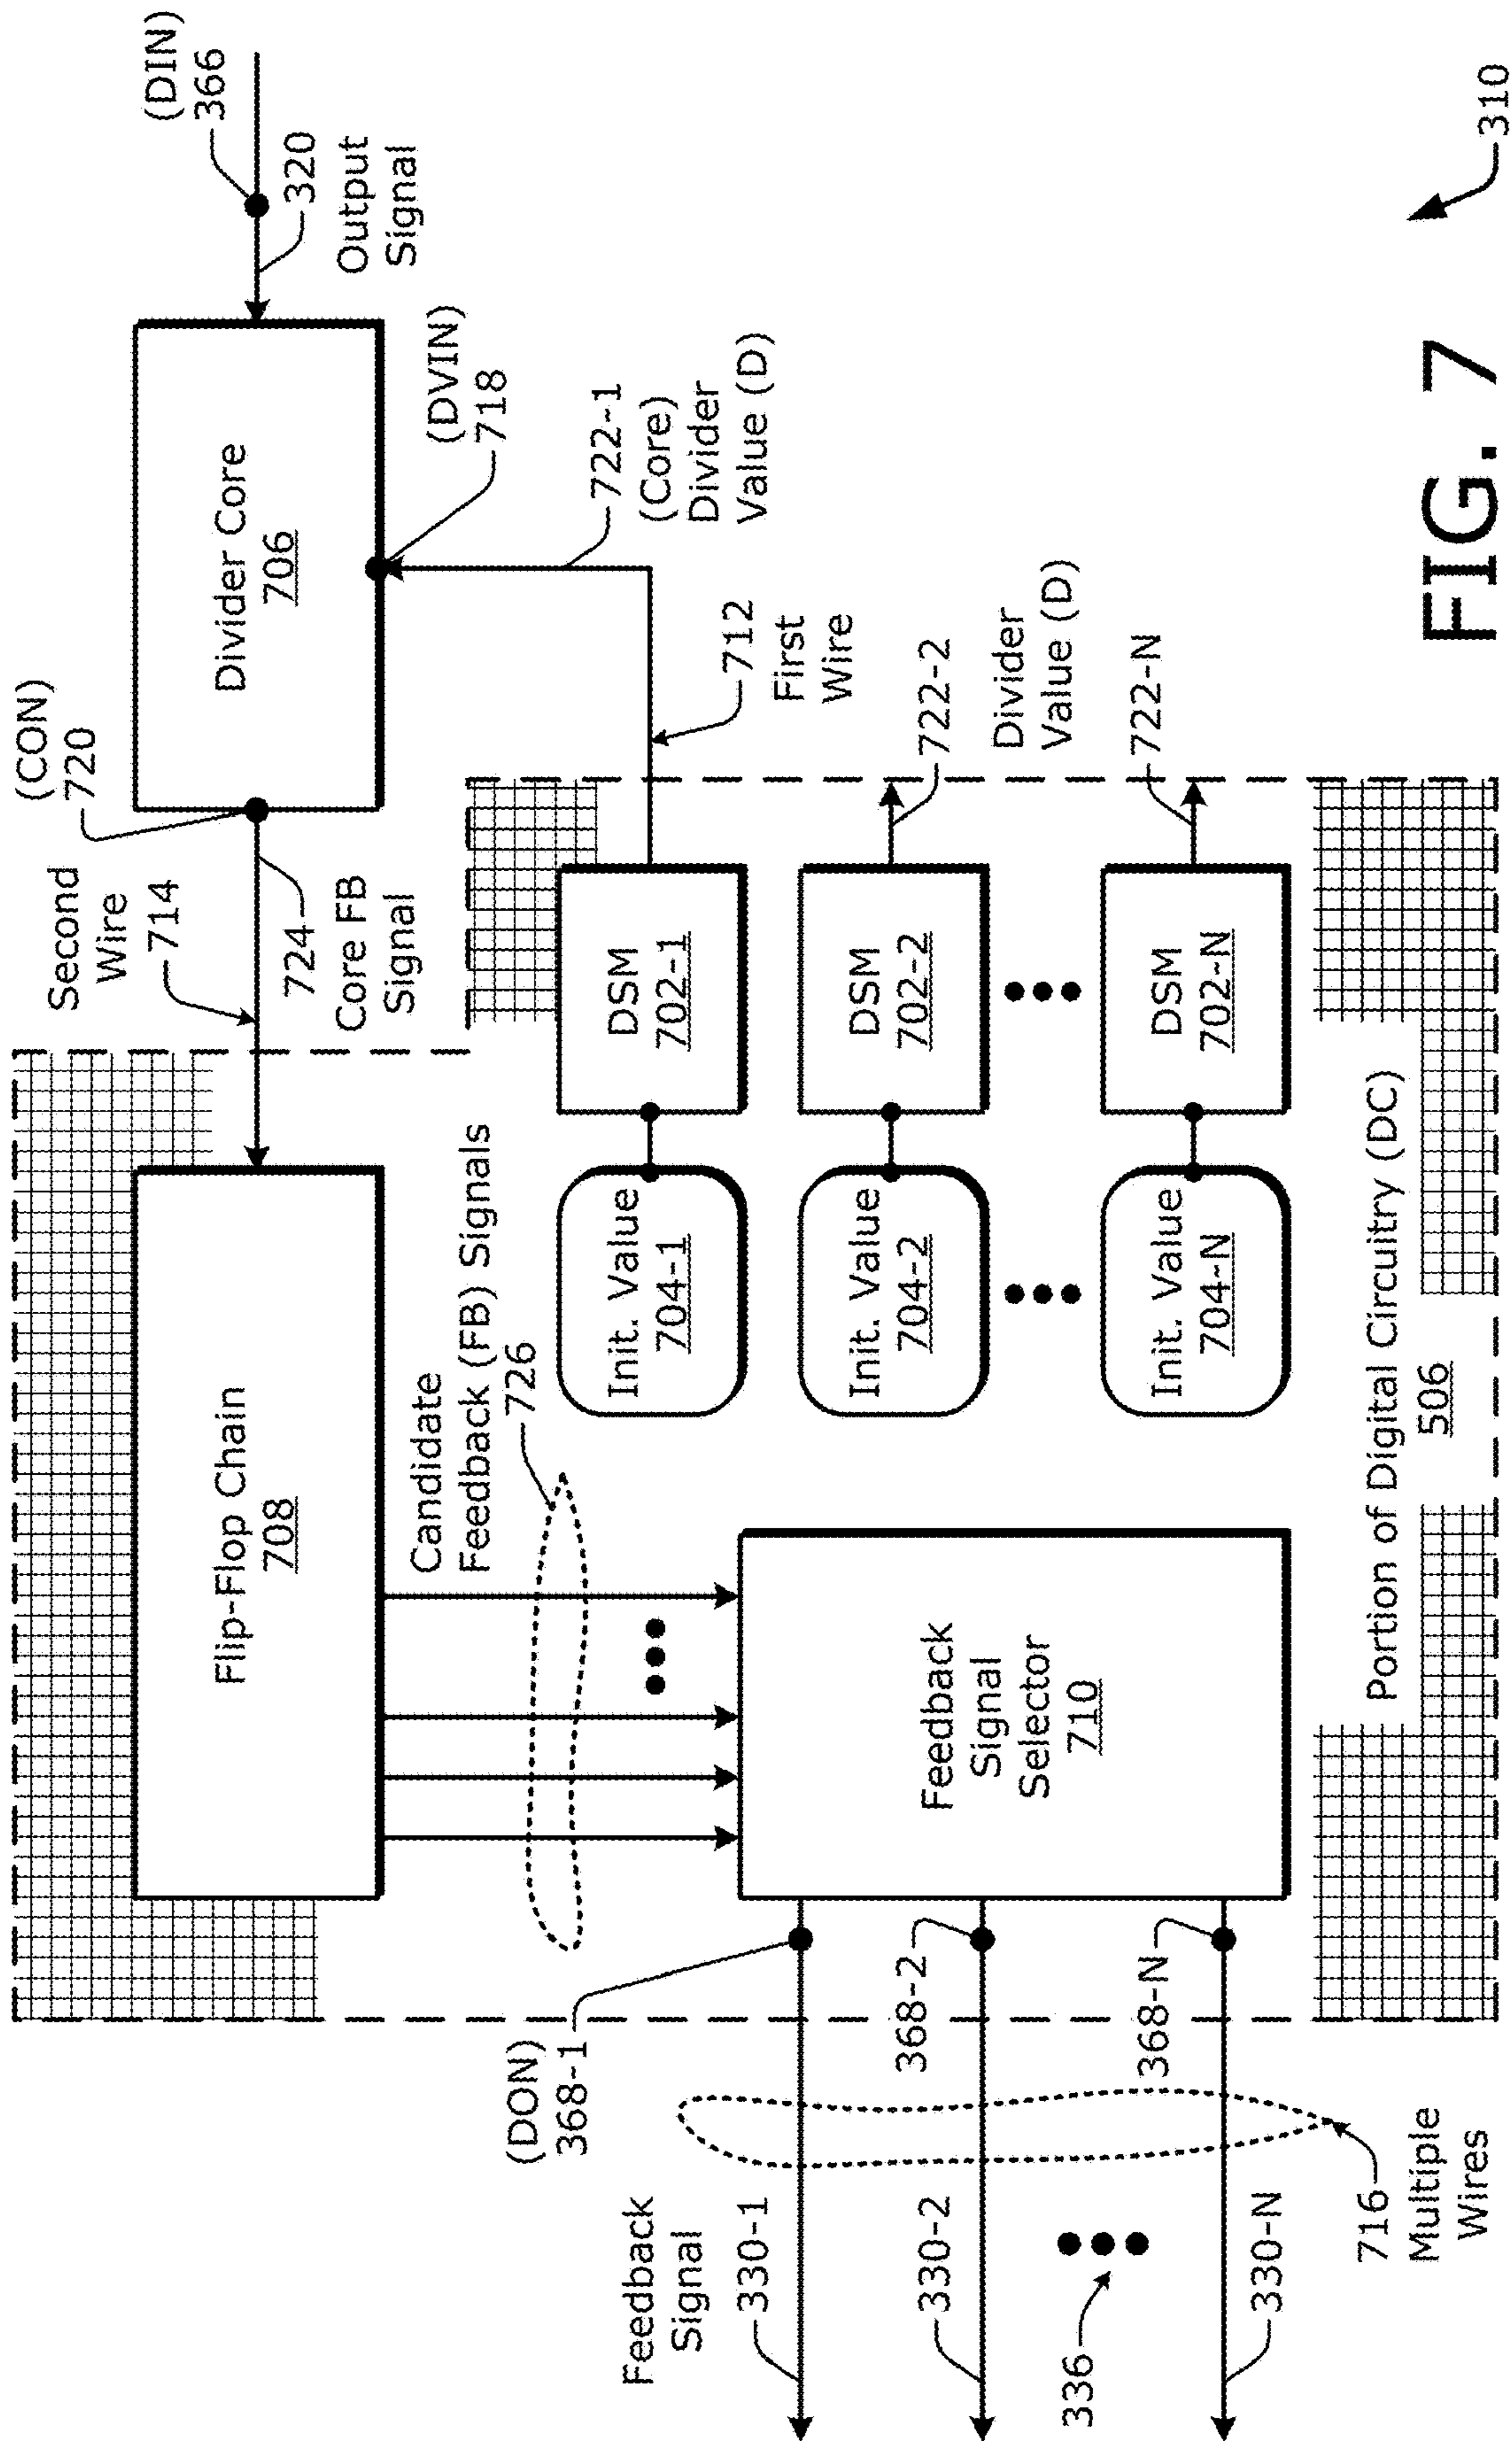 (DIN)
366
320
Output
Signal
Divider Core
706
(CON)
720
Second
Wire
714
724
Core FB
Signal
(DVIN)
718
722-1
(Core)
Divider
Value (D)
712
First
Wire
Flip-Flop Chain
708
Candidate
Feedback (FB) Signals
726
Init. Value
704-1
DSM
702-1
Init. Value
704-2
DSM
702-2
722-2
Divider
Value (D)
Init. Value
704-N
DSM
702-N
722-N
Feedback
Signal
Selector
710
(DON)
368-1
368-2
368-N
Feedback
Signal
330-1
330-2
336
330-N
716
Multiple
Wires
Portion of Digital Circuitry (DC)
506
310
FIG. 7